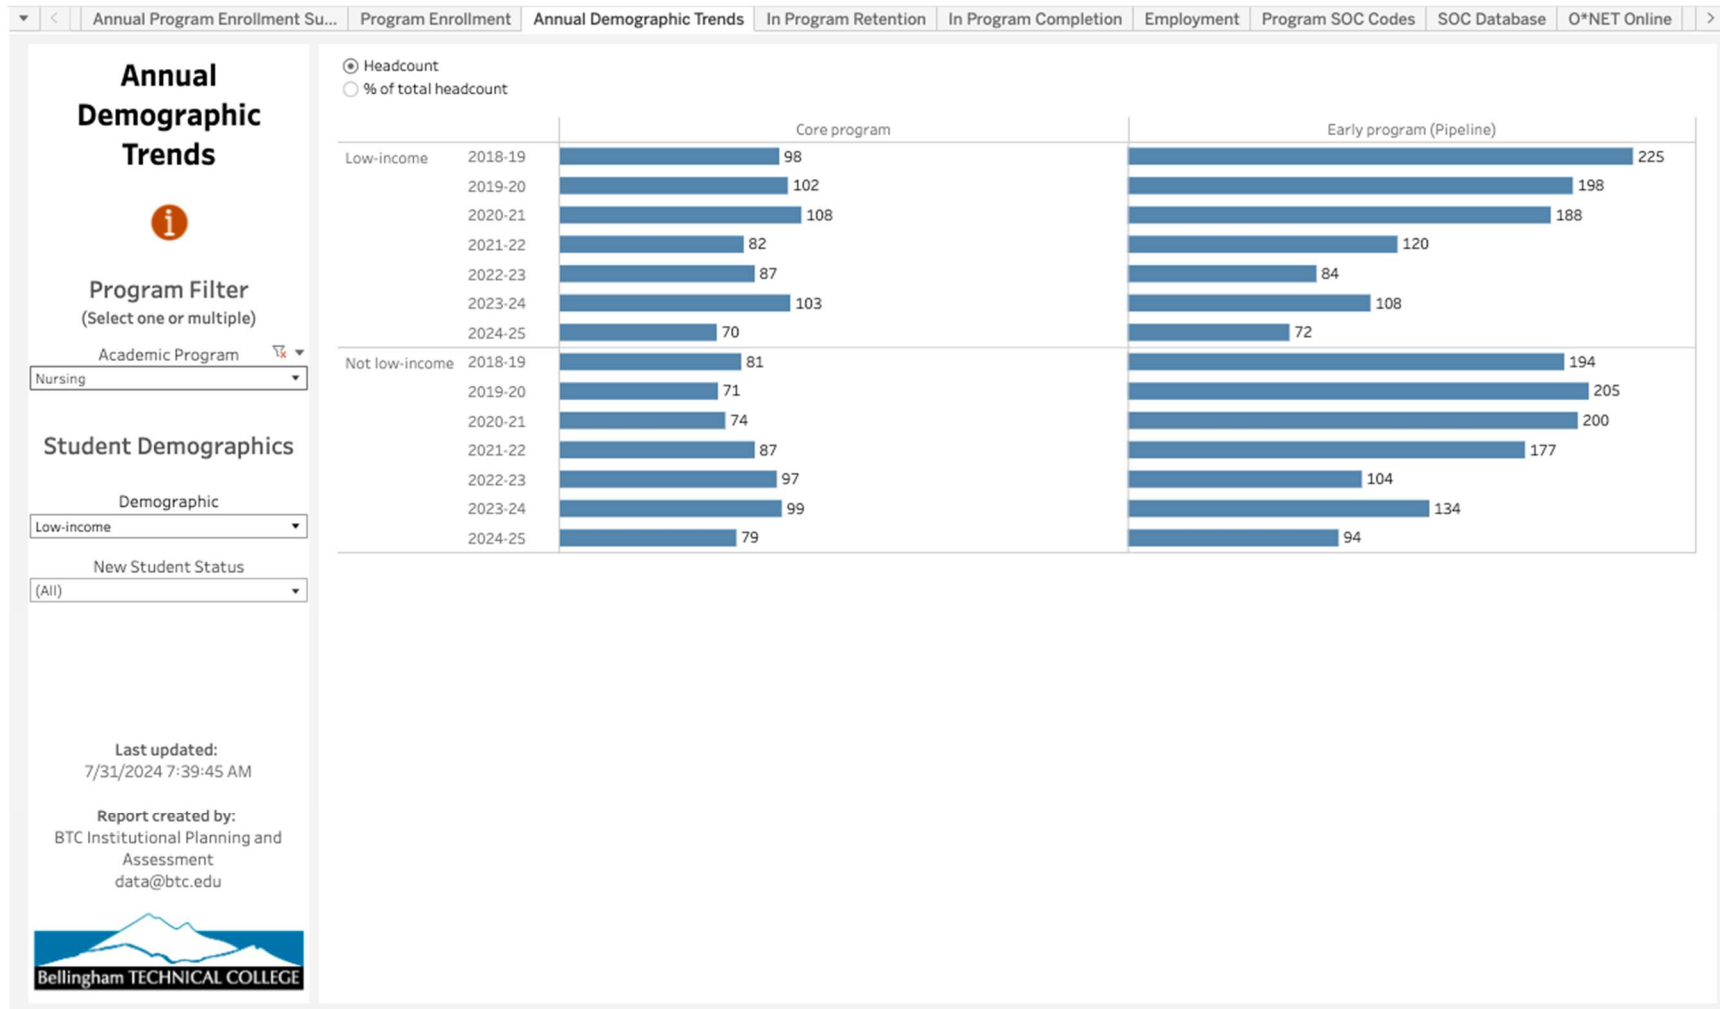 Annual Program Enrollment Su... Program Enrollment Annual Demographic Trends In Program Retention In Program Completion Employment Program SOC Codes SOC Database O*NET Online
Annual
Demographic
Trends
i
Program Filter
(Select one or multiple)
Academic Program
Nursing
Student Demographics
Demographic
Low-income
New Student Status
(All)
Last updated:
7/31/2024 7:39:45 AM
Report created by:
BTC Institutional Planning and
Assessment
data@btc.edu
Bellingham TECHNICAL COLLEGE
Headcount
% of total headcount
Core program Early program (Pipeline)
Low-income 2018-19 98 225
2019-20 102 198
2020-21 108 188
2021-22 82 120
2022-23 87 84
2023-24 103 108
2024-25 70 72
Not low-income 2018-19 81 194
2019-20 71 205
2020-21 74 200
2021-22 87 177
2022-23 97 104
2023-24 99 134
2024-25 79 94